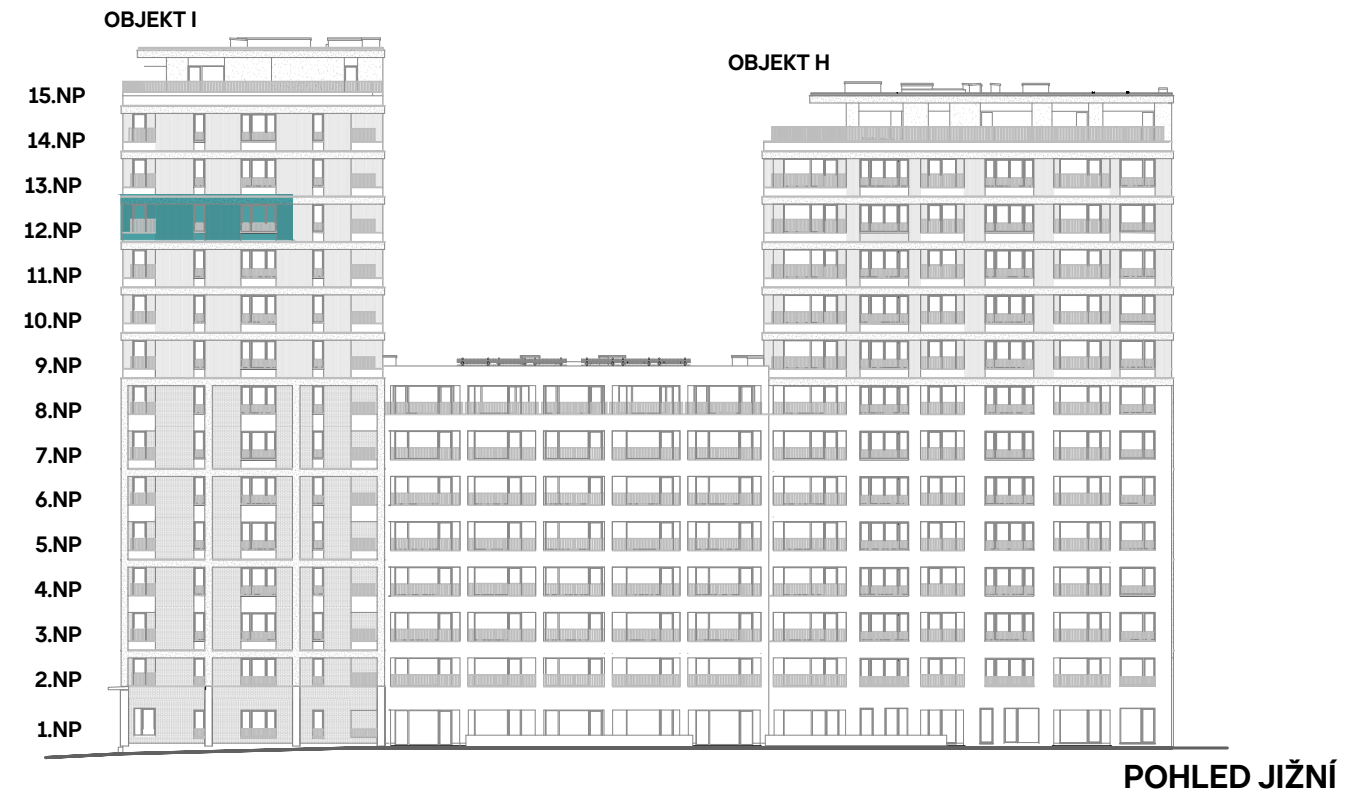 OBJEKT I
OBJEKT H
15.NP
14.NP
13.NP
12.NP
11.NP
10.NP
9.NP
8.NP
7.NP
6.NP
5.NP
4.NP
3.NP
2.NP
1.NP
POHLED JIŽNÍ